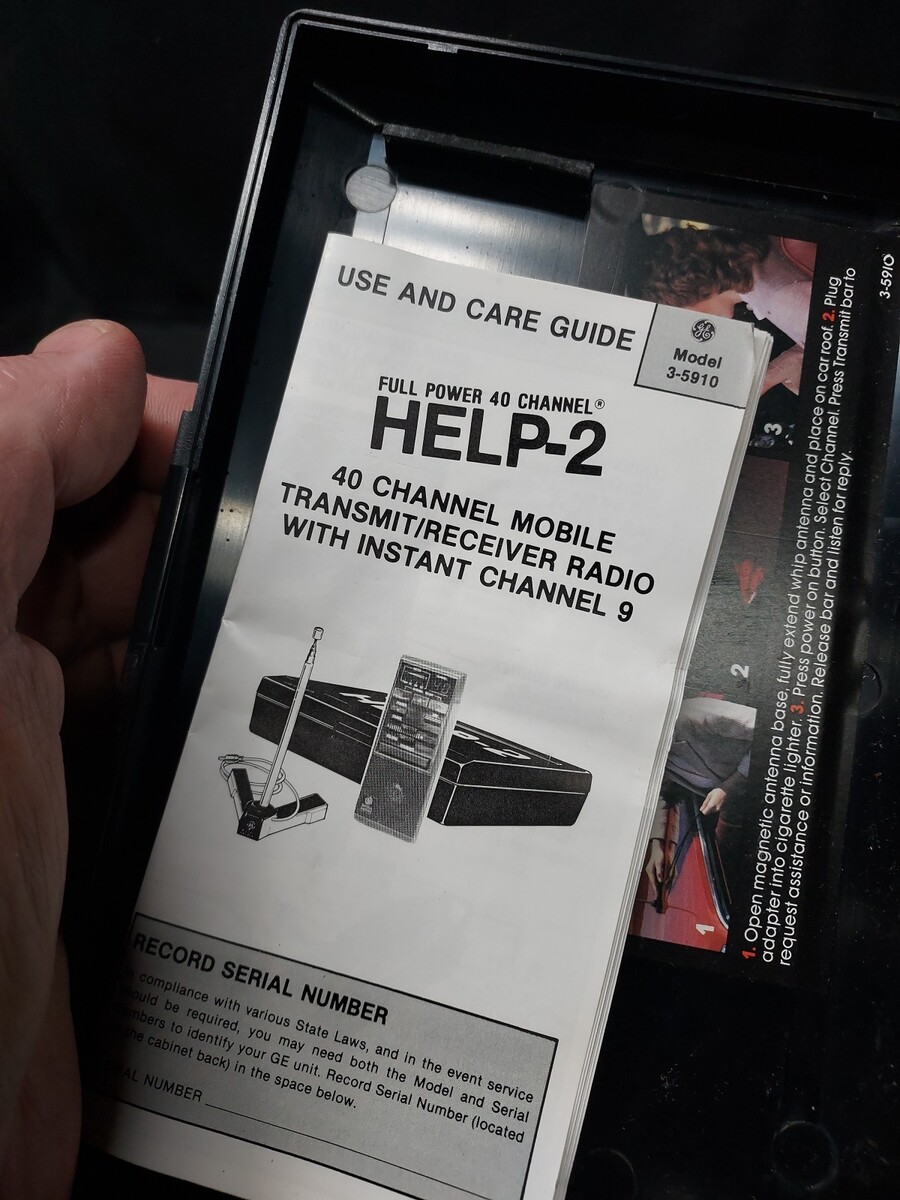 USE AND CARE GUIDE
GE
Model
3-5910
FULL POWER 40 CHANNEL®
HELP-2
40 CHANNEL MOBILE
TRANSMIT/RECEIVER RADIO
WITH INSTANT CHANNEL 9
RECORD SERIAL NUMBER
compliance with various State Laws, and in the event service
should be required, you may need both the Model and Serial
numbers to identify your GE unit. Record Serial Number (located
the cabinet back) in the space below.
SERIAL NUMBER
3-5910
1. Open magnetic antenna base, fully extend whip antenna and place on car roof. 2. Plug
adapter into cigarette lighter. 3. Press power on button. Select Channel. Press Transmit bar to
request assistance or information. Release bar and listen for reply.
1
2
3